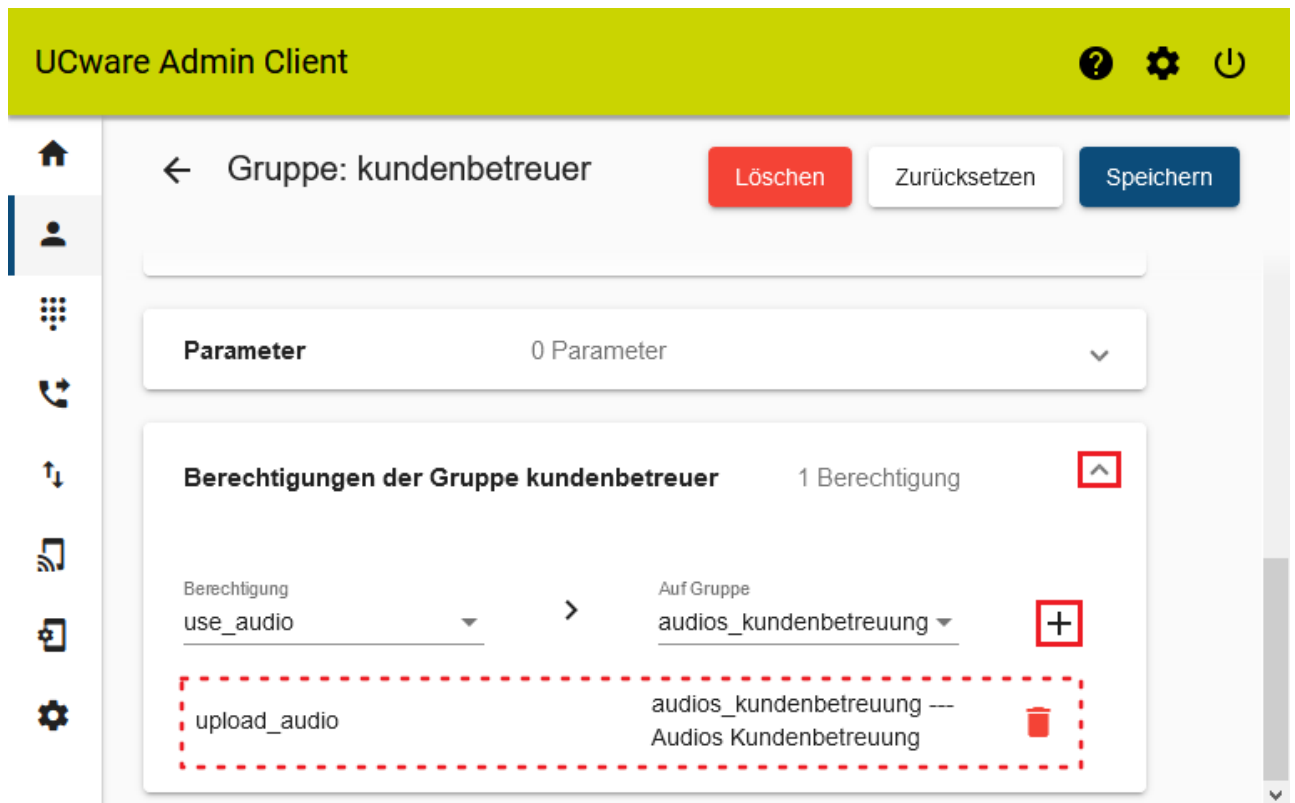 UCware Admin Client
Gruppe: kundenbetreuer
Löschen
Zurücksetzen
Speichern
Parameter
0 Parameter
Berechtigungen der Gruppe kundenbetreuer
1 Berechtigung
Berechtigung
use_audio
Auf Gruppe
audios_kundenbetreuung
upload_audio
audios_kundenbetreuung ---
Audios Kundenbetreuung